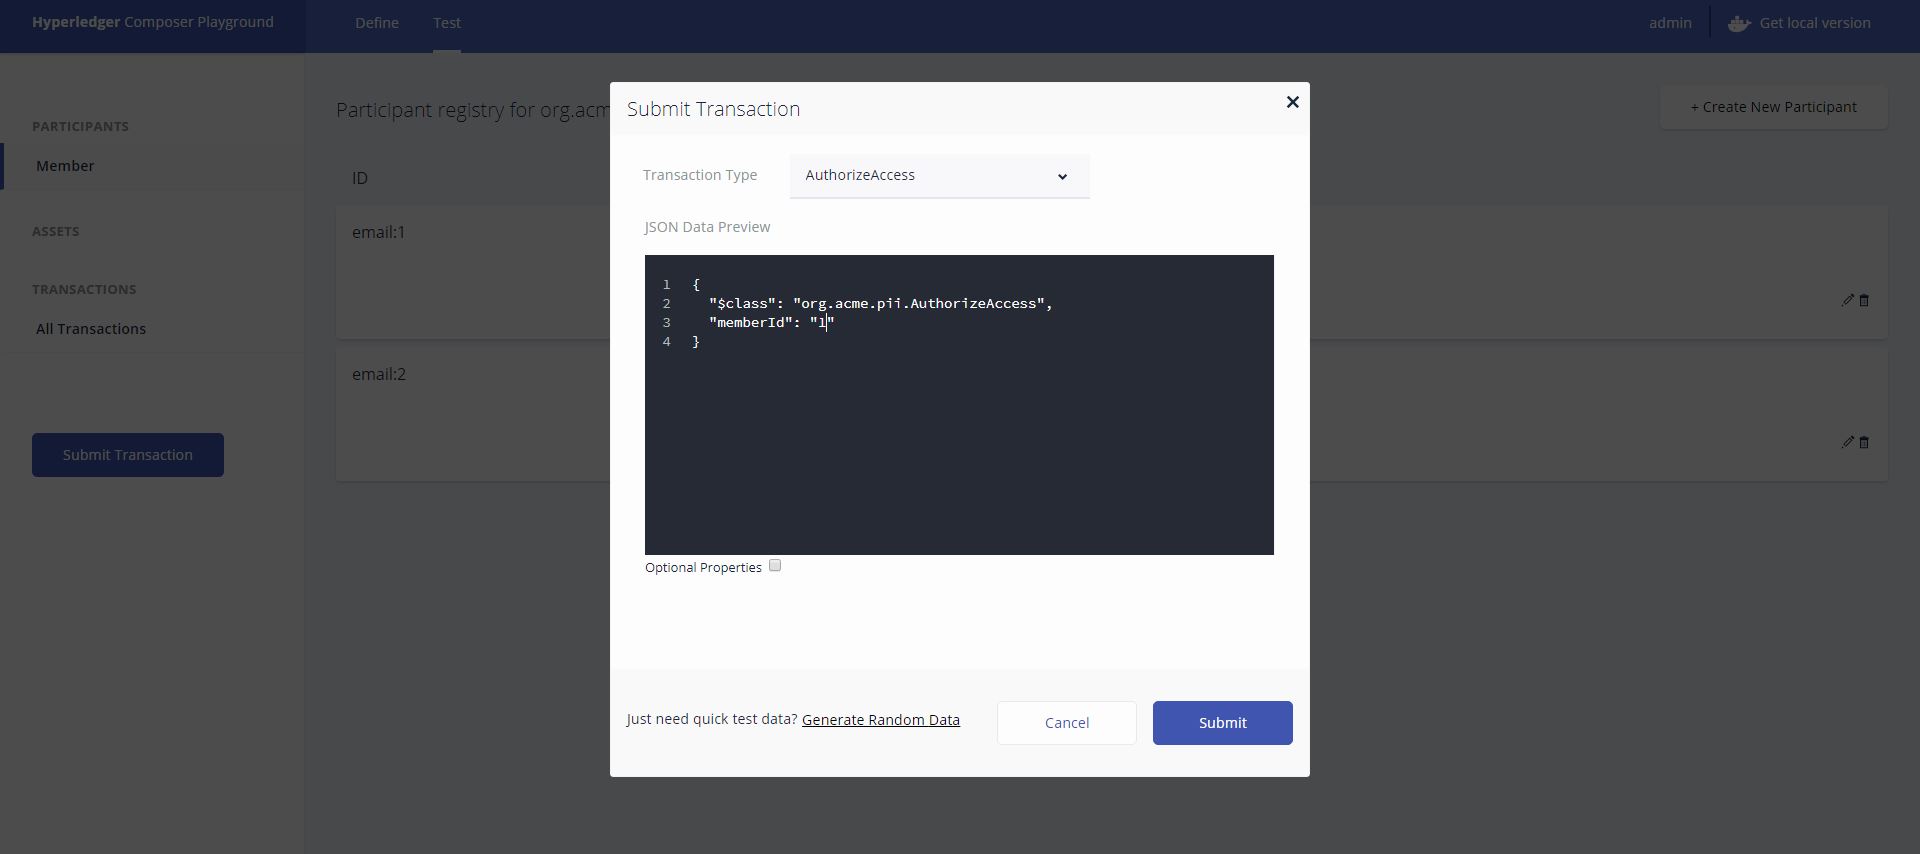 Hyperledger Composer Playground
Define
Test
admin
Get local version
PARTICIPANTS
Member
ASSETS
TRANSACTIONS
All Transactions
Submit Transaction
Participant registry for org.acm
+ Create New Participant
ID
email:1
email:2
Submit Transaction
Transaction Type
AuthorizeAccess
JSON Data Preview
1 {
2 "$class": "org.acme.pii.AuthorizeAccess",
3 "memberId": "1"
4 }
Optional Properties
Just need quick test data? Generate Random Data
Cancel
Submit